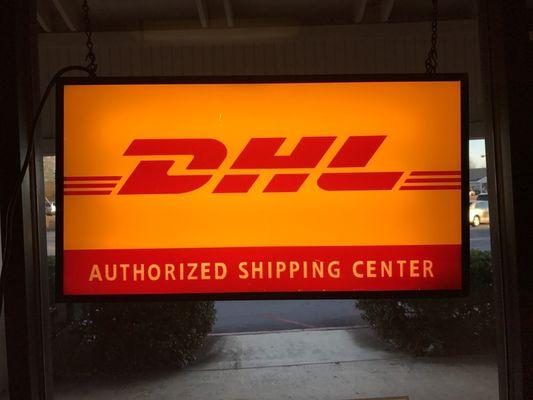 DHL
AUTHORIZED SHIPPING CENTER